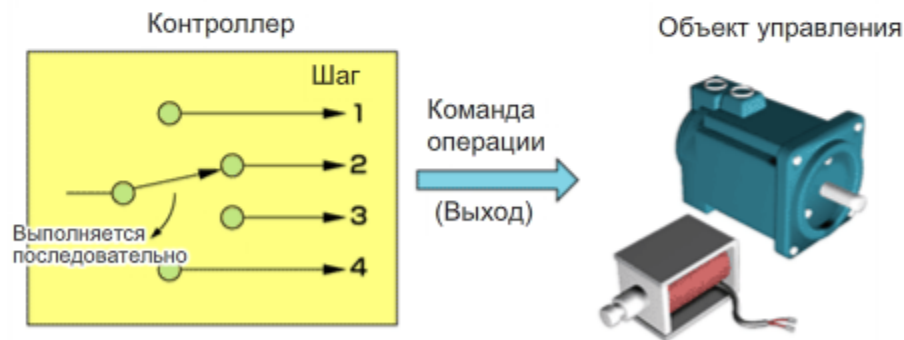 Контроллер
Объект управления
Шаг
1
2
3
4
Выполняется
последовательно
Команда
операции
(Выход)